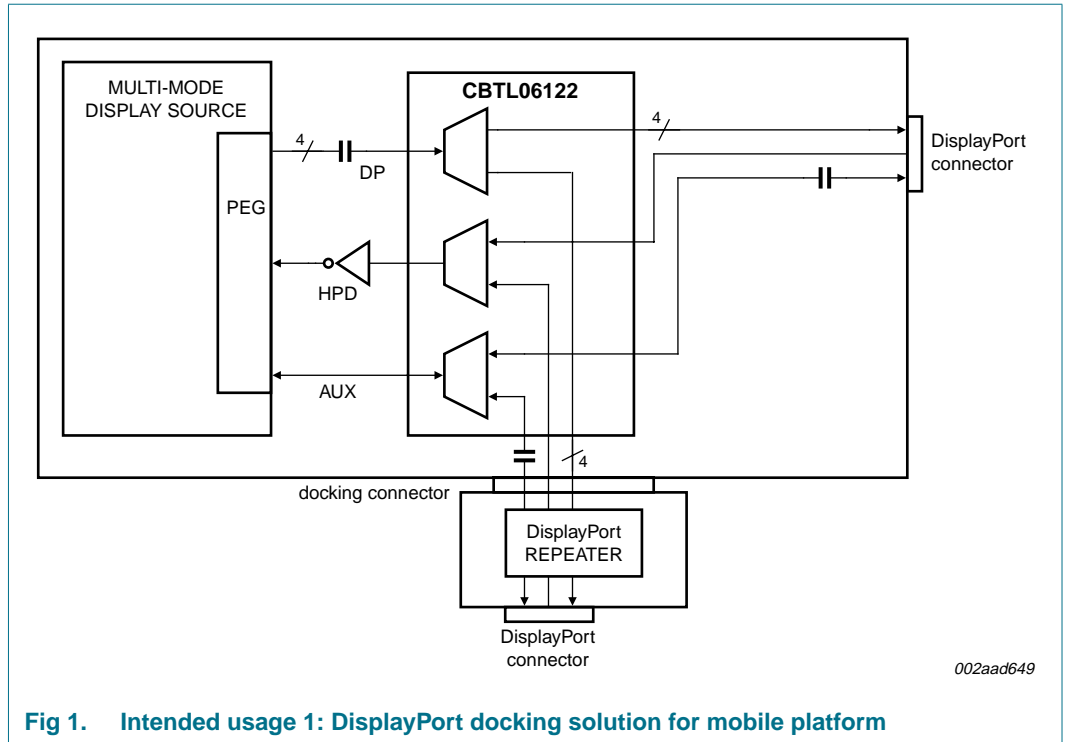 MULTI-MODE
DISPLAY SOURCE
CBTL06122
4
4
DisplayPort
connector
DP
PEG
HPD
AUX
4
docking connector
DisplayPort
REPEATER
DisplayPort
connector
002aad649
Fig 1. Intended usage 1: DisplayPort docking solution for mobile platform